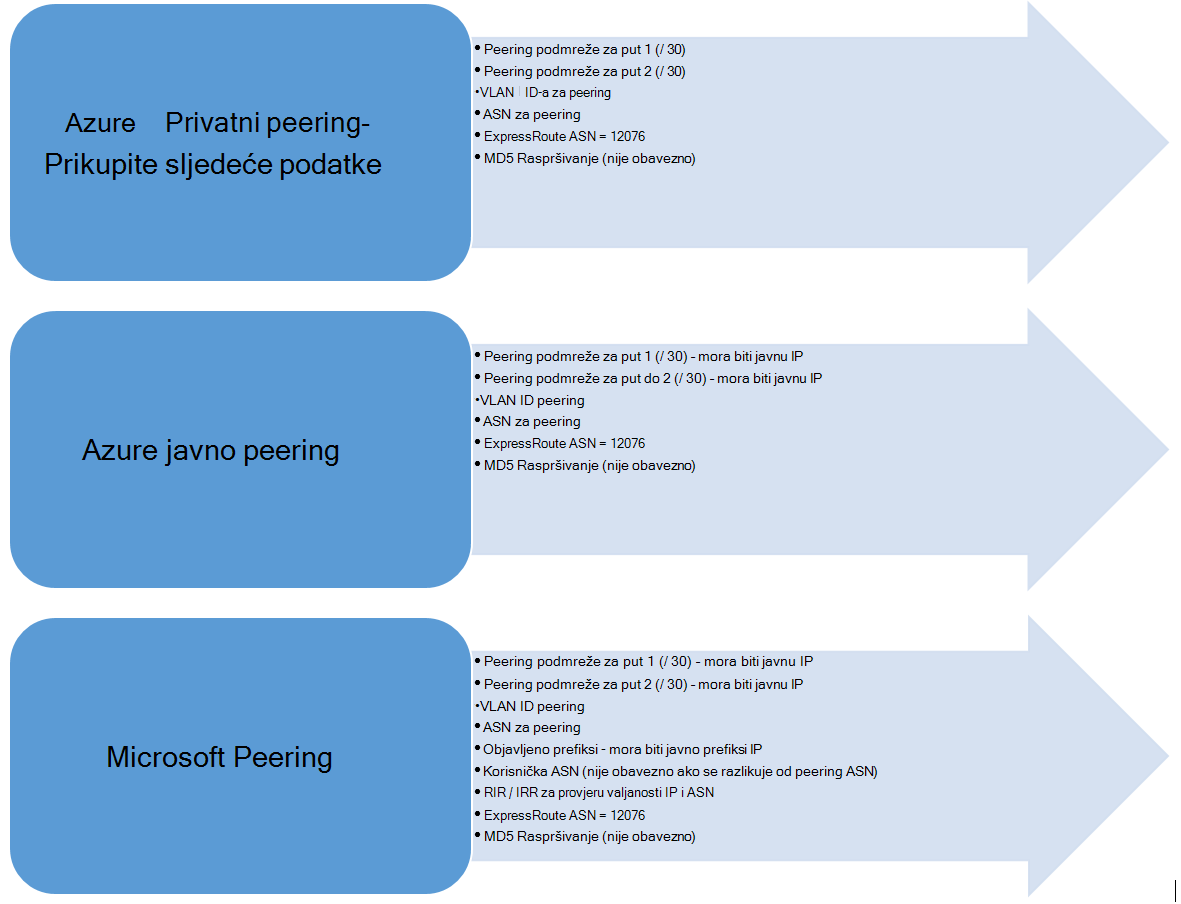 Azure Privatni peering-
Prikupite sljedeće podatke
• Peering podmreže za put 1 (/ 30)
• Peering podmreže za put 2 (/ 30)
•VLAN ID-a za peering
• ASN za peering
• ExpressRoute ASN = 12076
• MD5 Raspršivanje (nije obavezno)
Azure javno peering
• Peering podmreže za put 1 (/ 30) - mora biti javnu IP
• Peering podmreže za put do 2 (/ 30) - mora biti javnu IP
•VLAN ID peering
• ASN za peering
• ExpressRoute ASN = 12076
• MD5 Raspršivanje (nije obavezno)
Microsoft Peering
• Peering podmreže za put 1 (/ 30) - mora biti javnu IP
• Peering podmreže za put 2 (/ 30) - mora biti javnu IP
•VLAN ID peering
• ASN za peering
• Objavljeno prefiksi - mora biti javno prefiksi IP
• Korisnička ASN (nije obavezno ako se razlikuje od peering ASN)
• RIR / IRR za provjeru valjanosti IP i ASN
• ExpressRoute ASN = 12076
• MD5 Raspršivanje (nije obavezno)